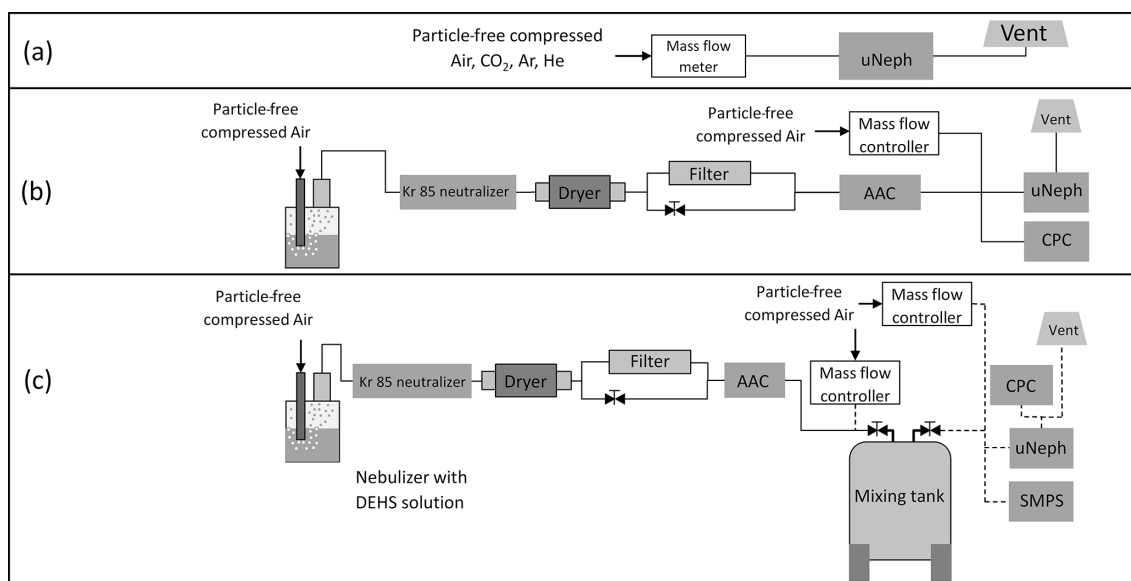 (a)
Particle-free compressed
Air, CO₂, Ar, He
Mass flow
meter
uNeph
Vent
(b)
Particle-free
compressed Air
Kr 85 neutralizer
Dryer
Filter
Particle-free
compressed Air
Mass flow
controller
AAC
Vent
uNeph
CPC
(c)
Particle-free
compressed Air
Kr 85 neutralizer
Dryer
Filter
AAC
Particle-free
compressed Air
Mass flow
controller
Mass flow
controller
Vent
CPC
uNeph
SMPS
Mixing tank
Nebulizer with
DEHS solution